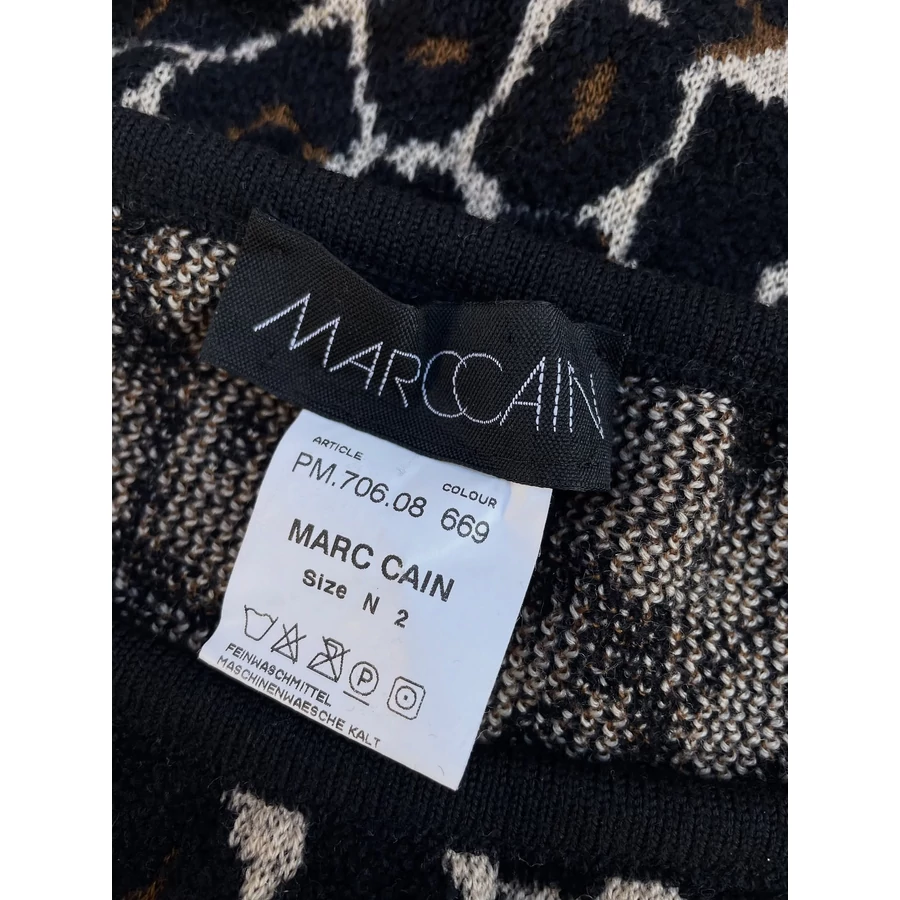 MARCCAIN
ARTICLE COLOUR
PM.706.08 669
MARC CAIN
Size N 2
P
FEINWASCHMITTEL
MASCHINENWAESCHE KALT